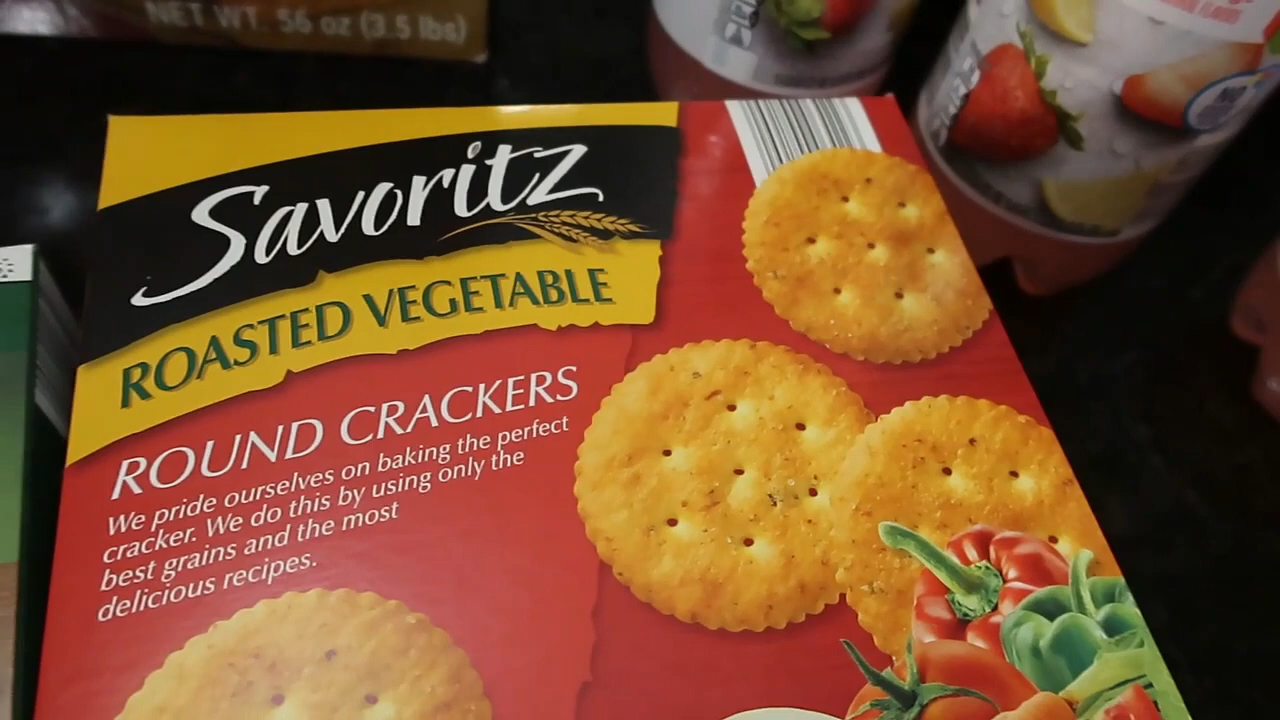 NET WT. 56 oz (3.5 lbs)
Savoritz
ROASTED VEGETABLE
ROUND CRACKERS
We pride ourselves on baking the perfect
cracker. We do this by using only the
best grains and the most
delicious recipes.